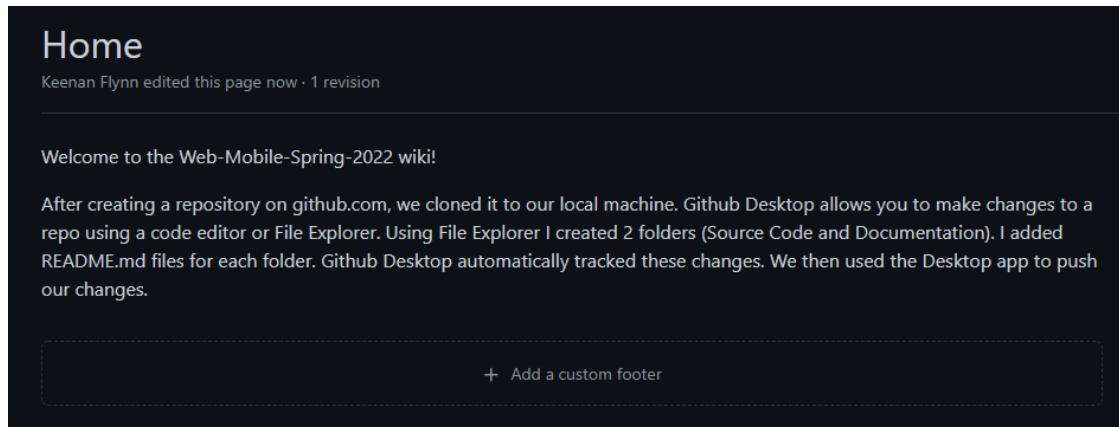 Home
Keenan Flynn edited this page now · 1 revision
Welcome to the Web-Mobile-Spring-2022 wiki!
After creating a repository on github.com, we cloned it to our local machine. Github Desktop allows you to make changes to a
repo using a code editor or File Explorer. Using File Explorer I created 2 folders (Source Code and Documentation). I added
README.md files for each folder. Github Desktop automatically tracked these changes. We then used the Desktop app to push
our changes.
+ Add a custom footer